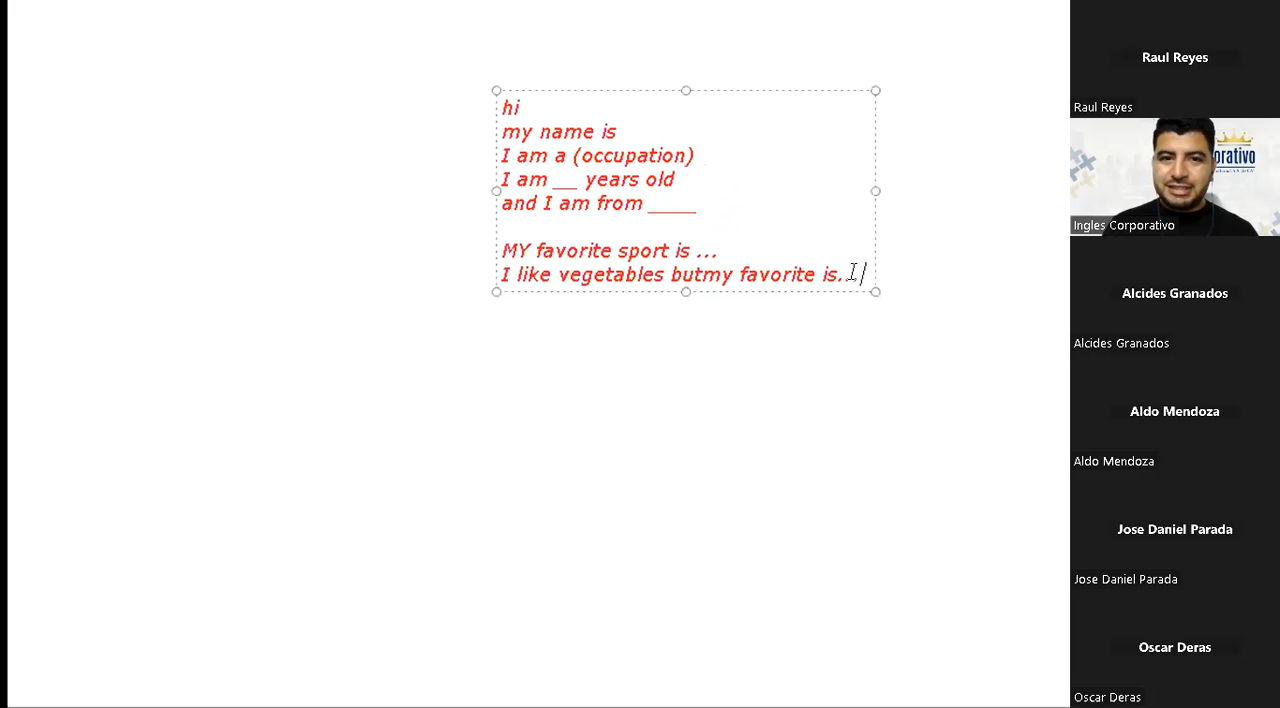 hi
my name is
I am a (occupation)
I am __ years old
and I am from ____
MY favorite sport is ...
I like vegetables butmy favorite is...
Raul Reyes
Raul Reyes
orativo
Ingles Corporativo
Alcides Granados
Alcides Granados
Aldo Mendoza
Aldo Mendoza
Jose Daniel Parada
Jose Daniel Parada
Oscar Deras
Oscar Deras